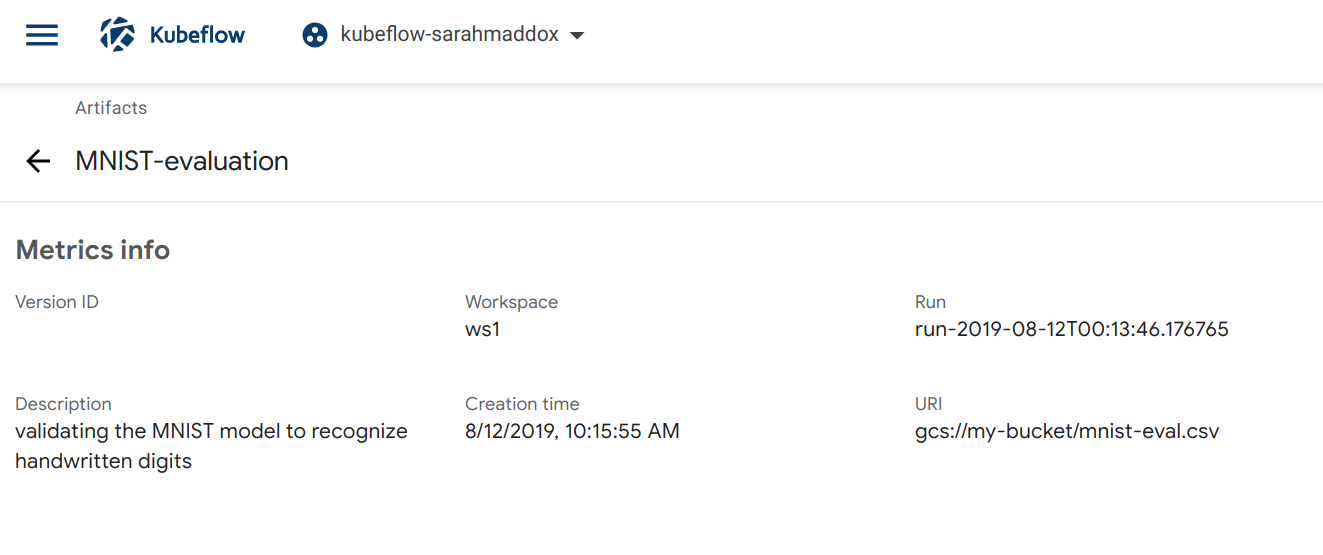 Kubeflow kubeflow-sarahmaddox
Artifacts
MNIST-evaluation
Metrics info
Version ID
Workspace
ws1
Run
run-2019-08-12T00:13:46.176765
Description
validating the MNIST model to recognize
handwritten digits
Creation time
8/12/2019, 10:15:55 AM
URI
gcs://my-bucket/mnist-eval.csv